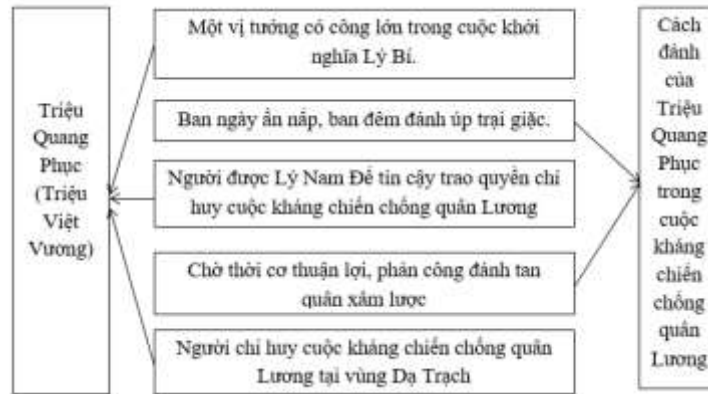 Triệu
Quang
Phục
(Triệu
Việt
Vương)
Một vị tướng có công lớn trong cuộc khởi
nghĩa Lý Bí.
Ban ngày ẩn nấp, ban đêm đánh úp trại giặc.
Người được Lý Nam Đế tin cậy trao quyền chỉ
huy cuộc kháng chiến chống quân Lương
Chờ thời cơ thuận lợi, phản công đánh tan
quân xâm lược
Người chỉ huy cuộc kháng chiến chống quân
Lương tại vùng Dạ Trạch
Cách
đánh
của
Triệu
Quang
Phục
trong
cuộc
kháng
chiến
chống
quân
Lương